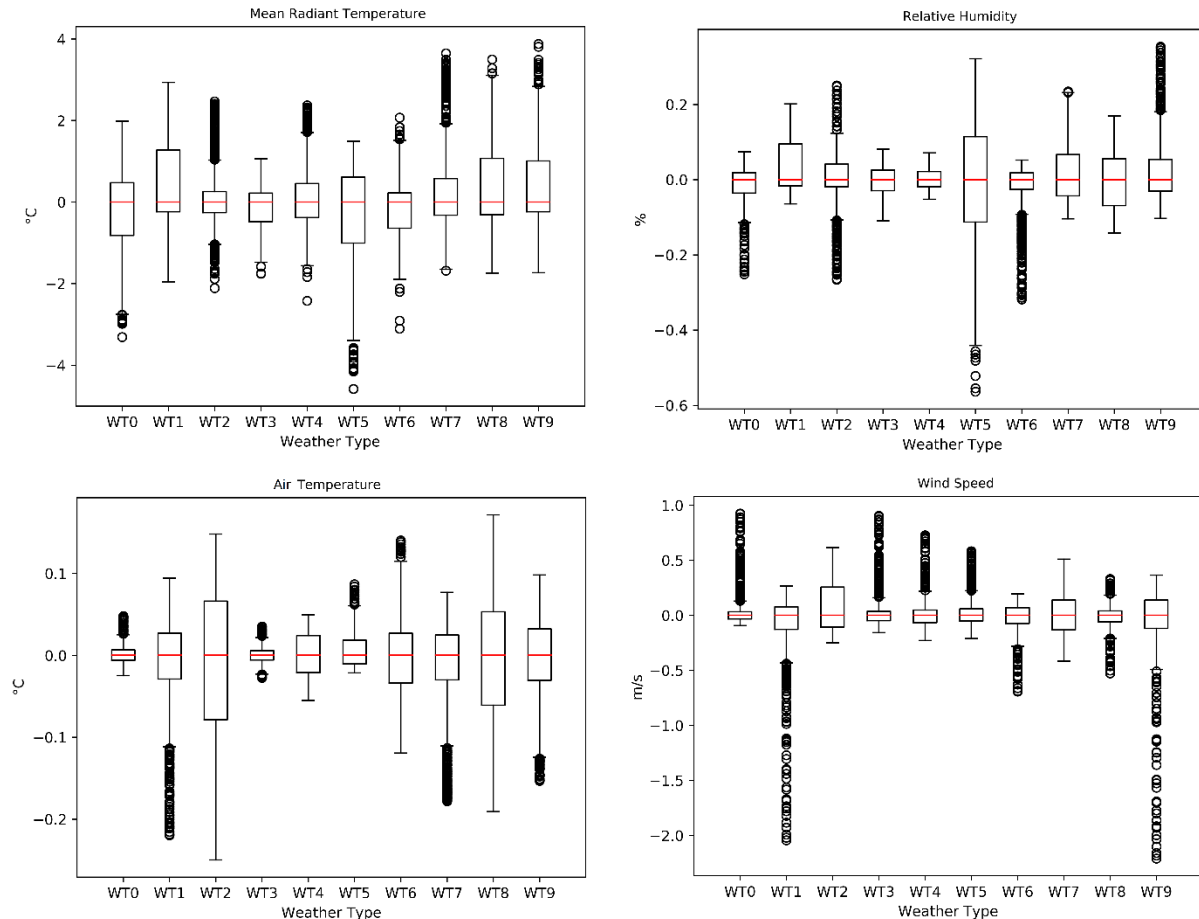 Mean Radiant Temperature
4
2
0
−2
−4
°C
WT0 WT1 WT2 WT3 WT4 WT5 WT6 WT7 WT8 WT9
Weather Type
Relative Humidity
0.2
0.0
−0.2
−0.4
−0.6
%
WT0 WT1 WT2 WT3 WT4 WT5 WT6 WT7 WT8 WT9
Weather Type
Air Temperature
0.1
0.0
−0.1
−0.2
°C
WT0 WT1 WT2 WT3 WT4 WT5 WT6 WT7 WT8 WT9
Weather Type
Wind Speed
1.0
0.5
0.0
−0.5
−1.0
−1.5
−2.0
m/s
WT0 WT1 WT2 WT3 WT4 WT5 WT6 WT7 WT8 WT9
Weather Type